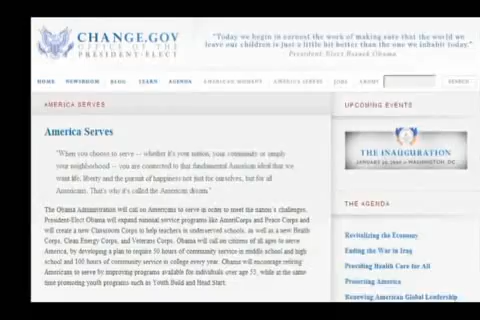 CHANGE.GOV
OFFICE OF THE
PRESIDENT-ELECT
"Today we begin in earnest the work of making sure that the world we
leave our children is just a little bit better than the one we inhabit today."
President-Elect Barack Obama
HOME NEWSROOM BLOG LEARN AGENDA AMERICAN MOMENT AMERICA SERVES JOBS ABOUT SEARCH
AMERICA SERVES
America Serves
"When you choose to serve -- whether it's your nation, your community or simply
your neighborhood -- you are connected to that fundamental American ideal that we
want life, liberty and the pursuit of happiness not just for ourselves, but for all
Americans. That's why it's called the American dream."
The Obama Administration will call on Americans to serve in order to meet the nation's challenges.
President-Elect Obama will expand national service programs like AmeriCorps and Peace Corps and
will create a new Classroom Corps to help teachers in underserved schools, as well as a new Health
Corps, Clean Energy Corps, and Veterans Corps. Obama will call on citizens of all ages to serve
America, by developing a plan to require 50 hours of community service in middle school and high
school and 100 hours of community service in college every year. Obama will encourage retiring
Americans to serve by improving programs available for individuals over age 55, while at the same
time promoting youth programs such as Youth Build and Head Start.
UPCOMING EVENTS
THE INAUGURATION
JANUARY 20, 2009 WASHINGTON, DC
THE AGENDA
Revitalizing the Economy
Ending the War in Iraq
Providing Health Care for All
Protecting America
Renewing American Global Leadership